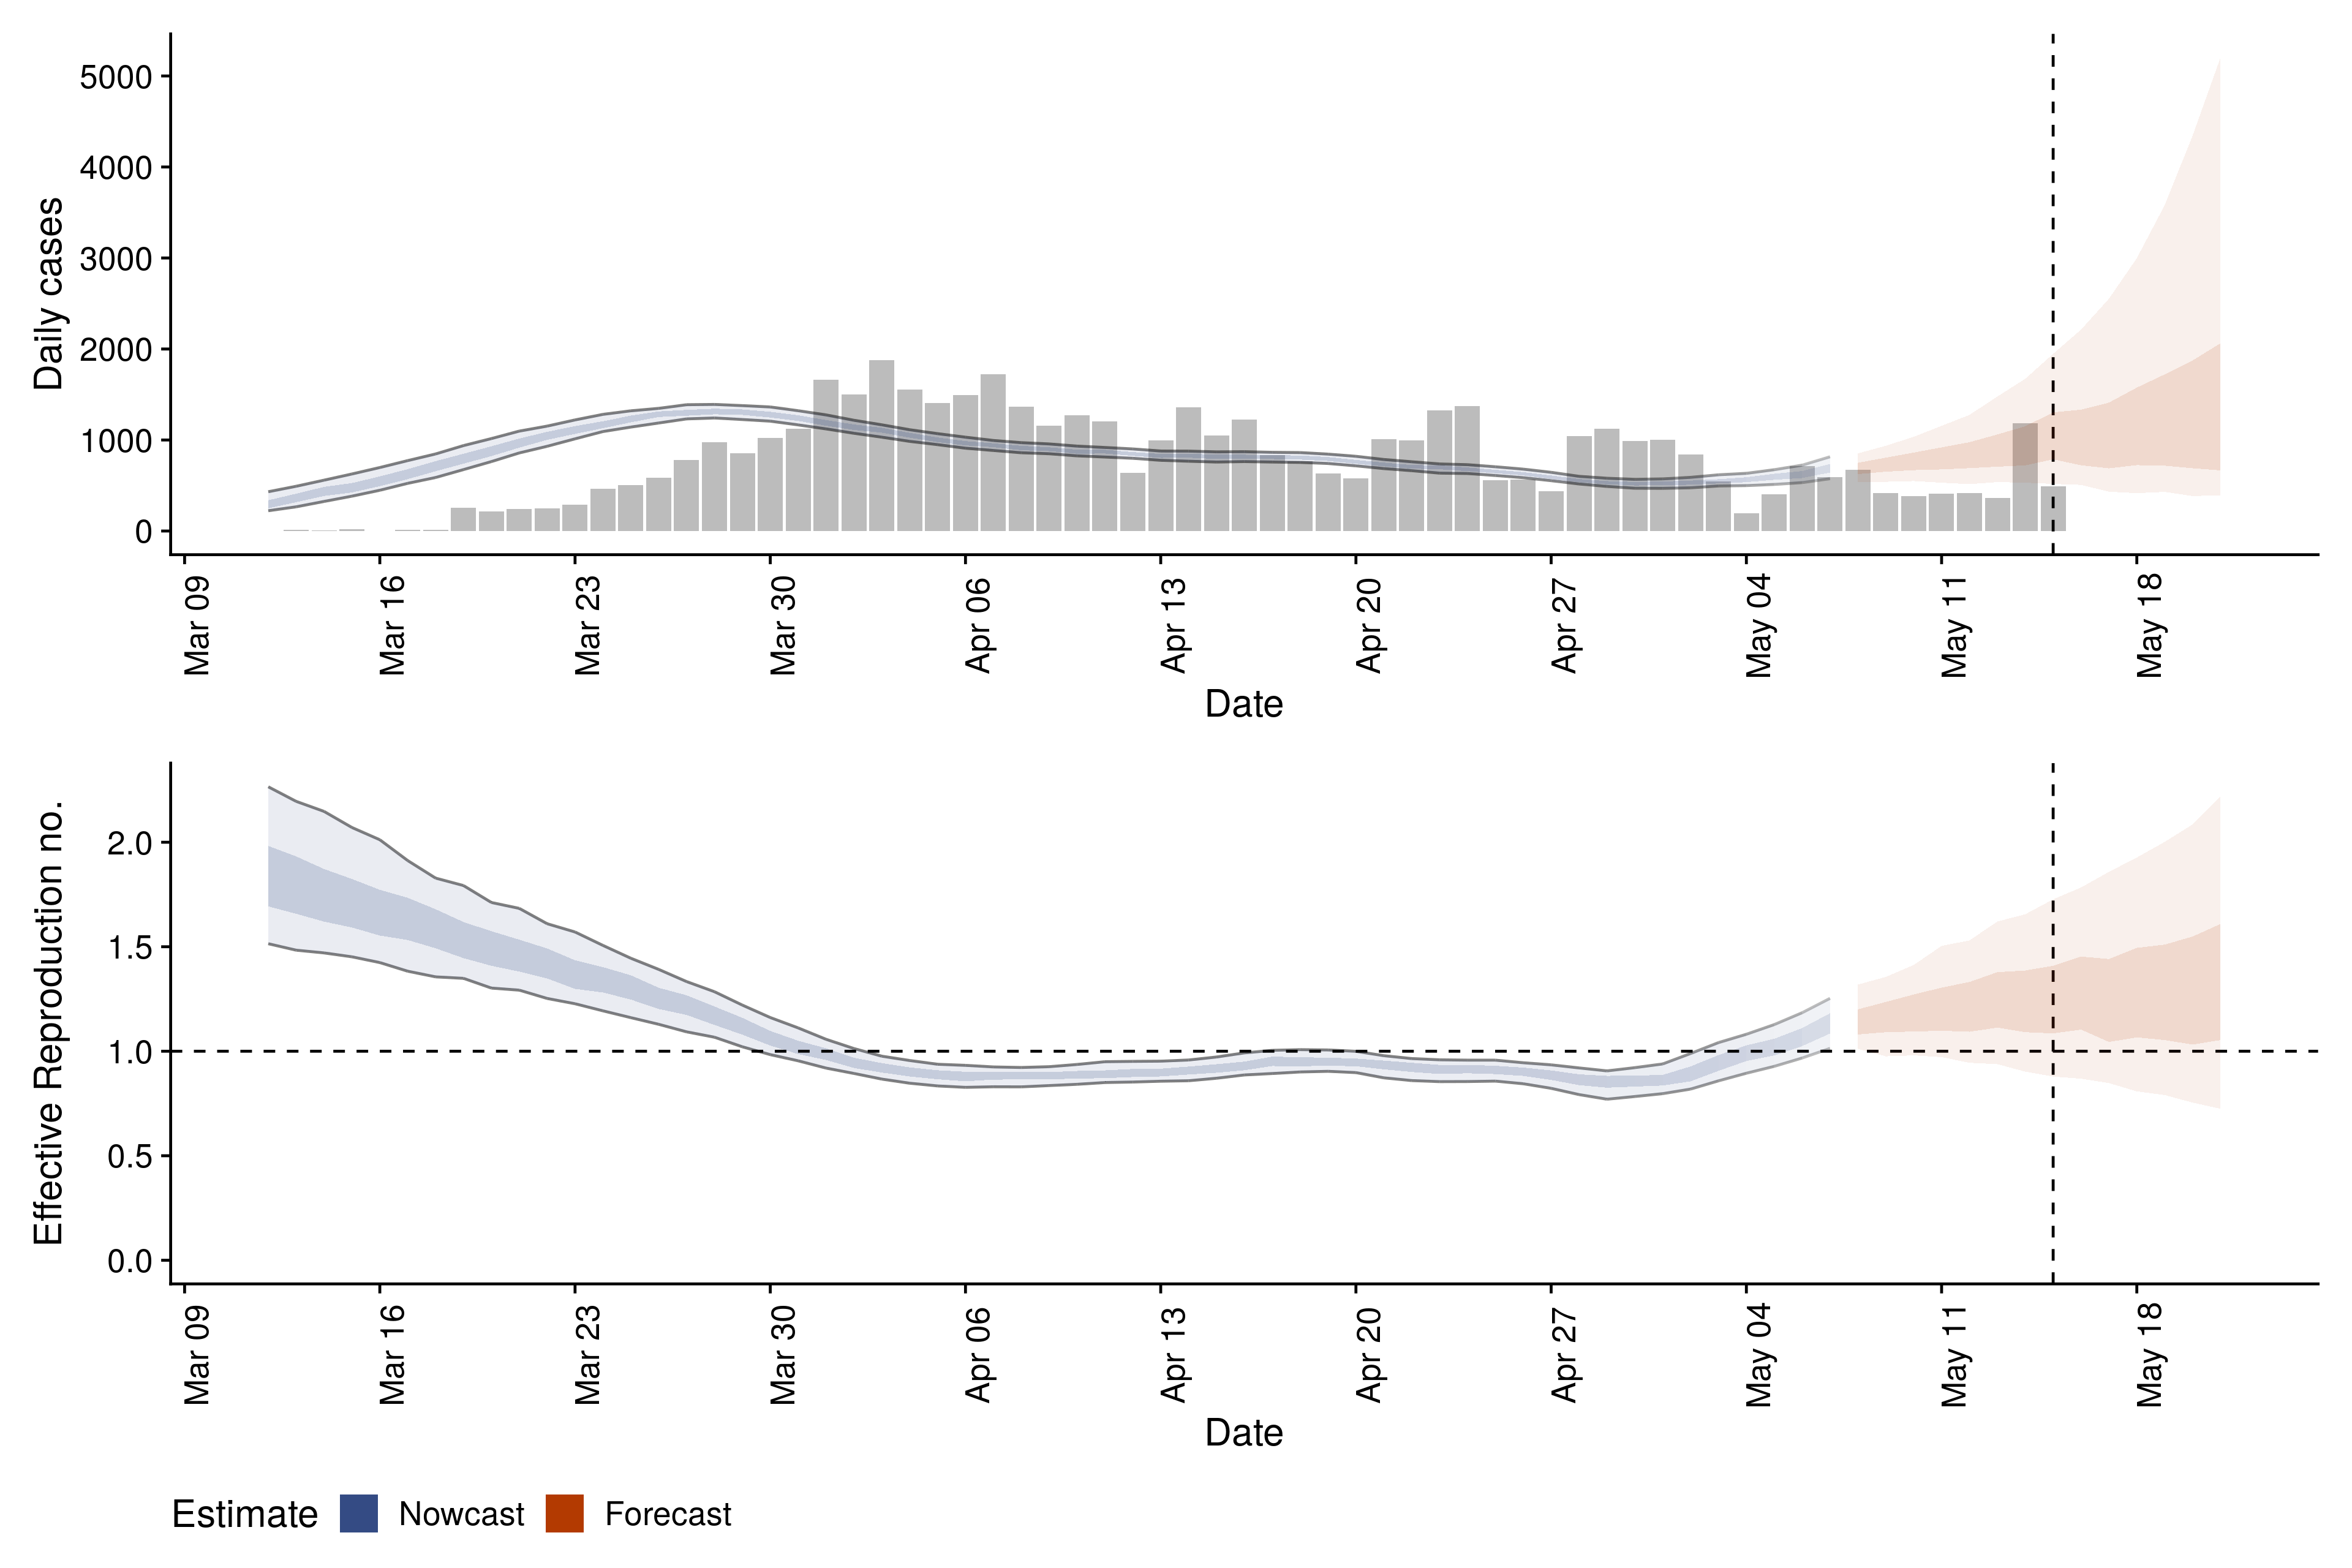 Daily cases
5000
4000
3000
2000
1000
0
Mar 09
Mar 16
Mar 23
Mar 30
Apr 06
Apr 13
Apr 20
Apr 27
May 04
May 11
May 18
Date
Effective Reproduction no.
2.0
1.5
1.0
0.5
0.0
Mar 09
Mar 16
Mar 23
Mar 30
Apr 06
Apr 13
Apr 20
Apr 27
May 04
May 11
May 18
Date
Estimate Nowcast Forecast